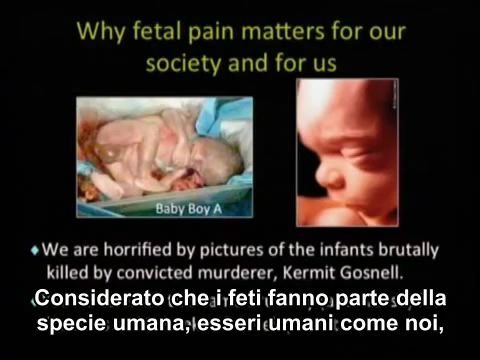 Why fetal pain matters for our
society and for us
Baby Boy A
♦We are horrified by pictures of the infants brutally
killed by convicted murderer, Kermit Gosnell.
Considerato che i feti fanno parte della
specie umana, esseri umani come noi,